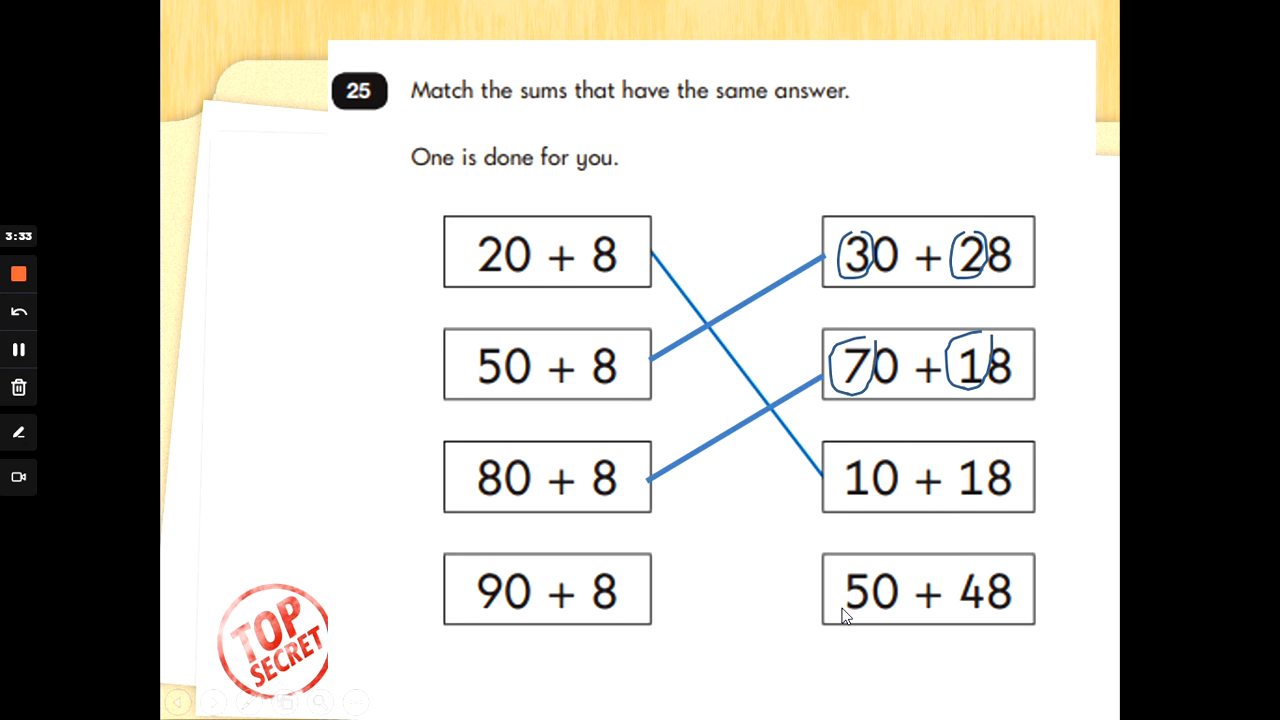 25 Match the sums that have the same answer.
One is done for you.
3:33
20 + 8 30 + 28
50 + 8 70 + 18
80 + 8 10 + 18
90 + 8 50 + 48
TOP
SECRET